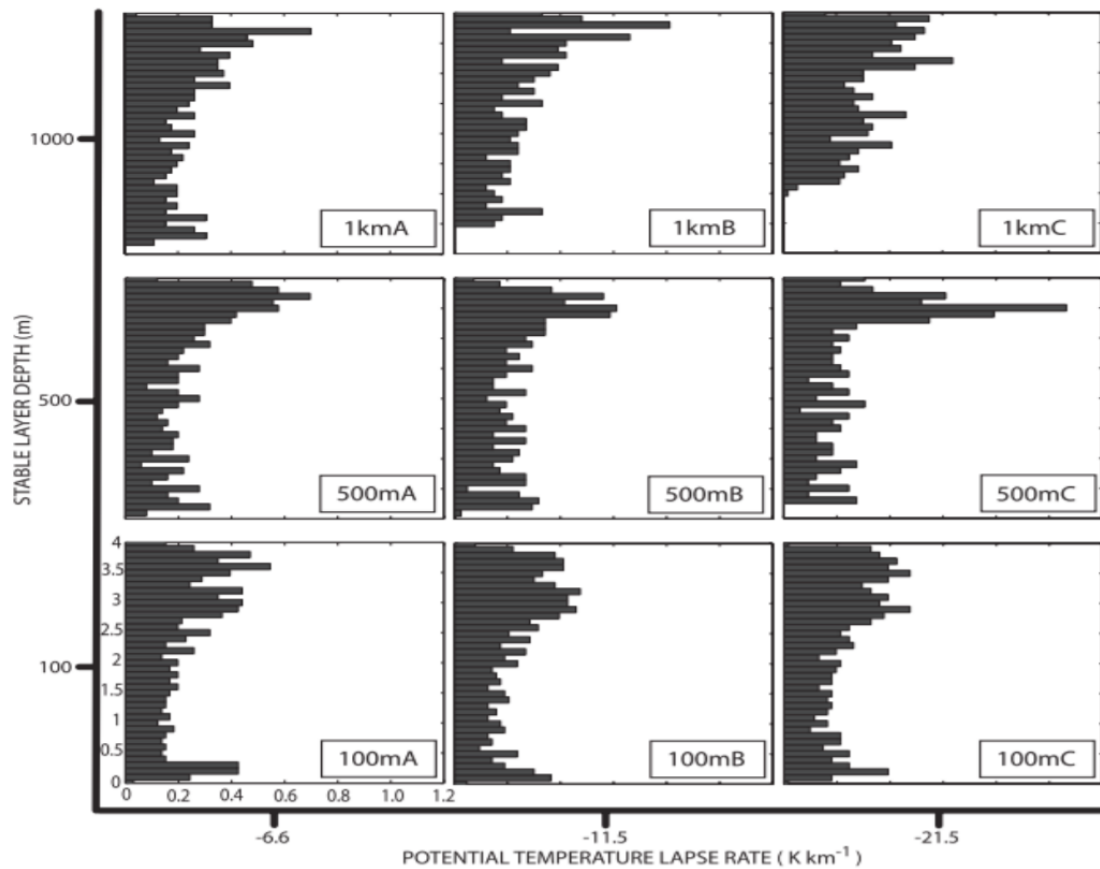 1000
1kmA
1kmB
1kmC
STABLE LAYER DEPTH (m)
500
500mA
500mB
500mC
4
3.5
3
2.5
2
1.5
1
0.5
0
100
100mA
100mB
100mC
0 0.2 0.4 0.6 0.8 1.0 1.2
-6.6 -11.5 -21.5
POTENTIAL TEMPERATURE LAPSE RATE ( K km⁻¹ )